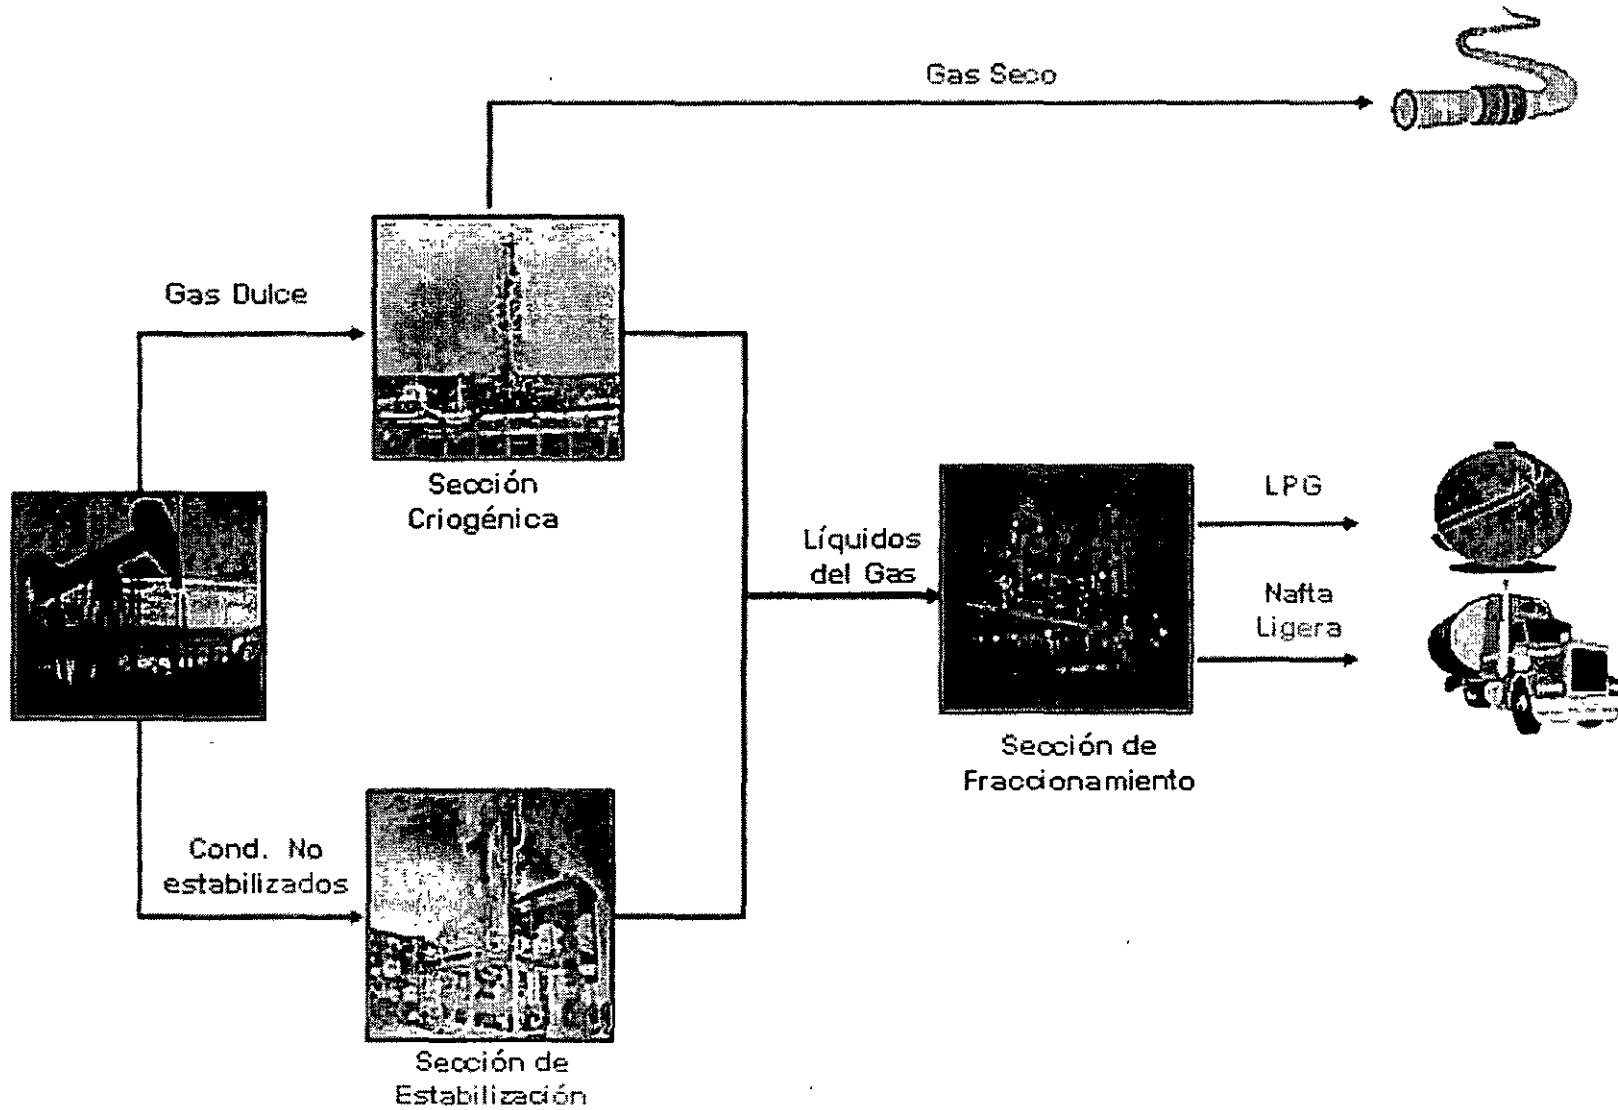 Gas Seco
Gas Dulce
Sección
Criogénica
LPG
Líquidos
del Gas
Nafta
Ligera
Sección de
Fraccionamiento
Cond. No
estabilizados
Sección de
Estabilización